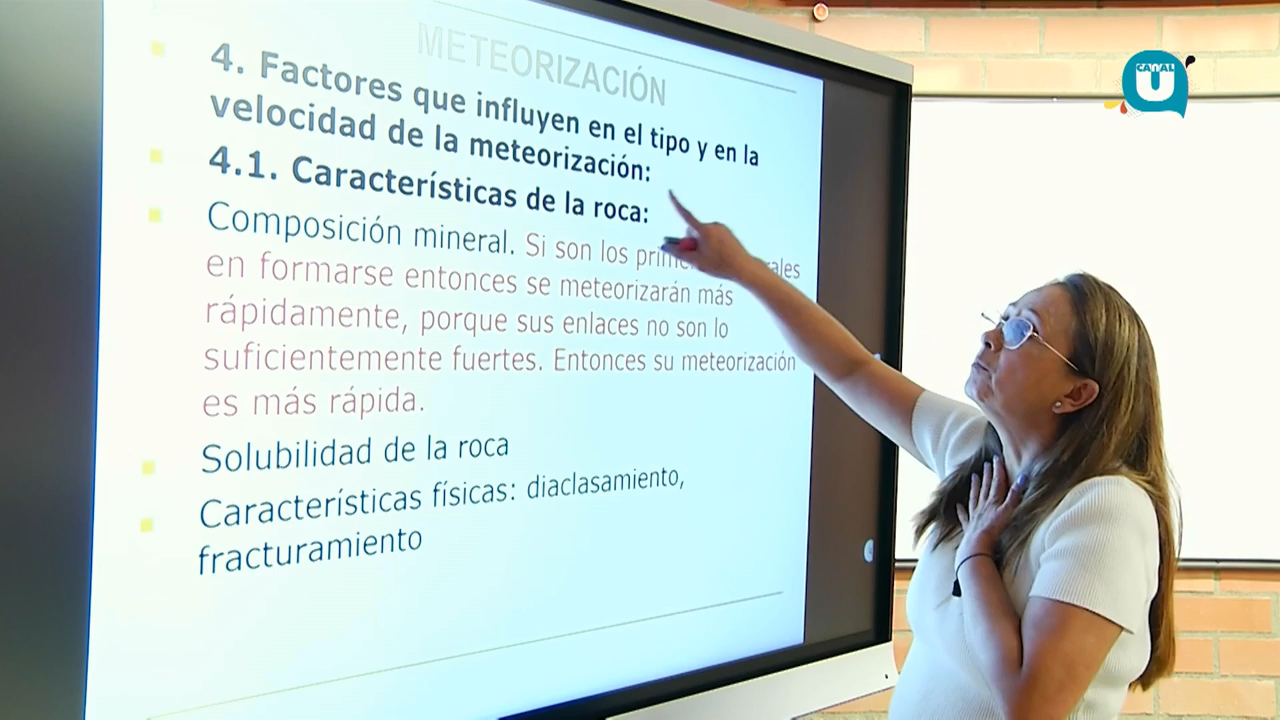 METEORIZACIÓN
4. Factores que influyen en el tipo y en la
velocidad de la meteorización:
4.1. Características de la roca:
Composición mineral. Si son los
en formarse entonces se meteorizarán más
rápidamente, porque sus enlaces no son lo
suficientemente fuertes. Entonces su meteorización
es más rápida.
Solubilidad de la roca
Características físicas: diaclasamiento,
fracturamiento
CANAL
U